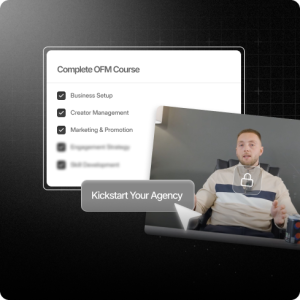 Complete OFM Course
Business Setup
Creator Management
Marketing & Promotion
Engagement Strategy
Skill Development
Kickstart Your Agency